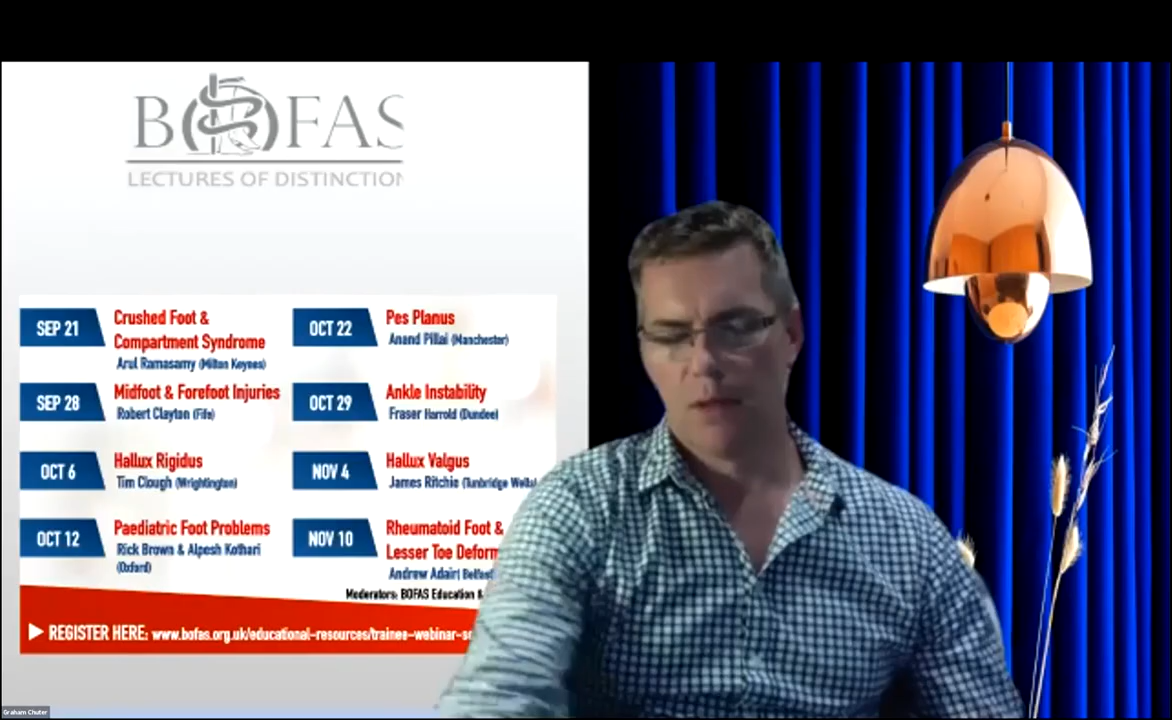 BOFAS
LECTURES OF DISTINCTION
SEP 21
Crushed Foot &
Compartment Syndrome
Arul Ramasamy (Milton Keynes)
SEP 28
Midfoot & Forefoot Injuries
Robert Clayton (Fife)
OCT 6
Hallux Rigidus
Tim Clough (Wrightington)
OCT 12
Paediatric Foot Problems
Rick Brown & Alpesh Kothari
(Oxford)
OCT 22
Pes Planus
Anand Pillai (Manchester)
OCT 29
Ankle Instability
Fraser Harrold (Dundee)
NOV 4
Hallux Valgus
James Ritchie (Tunbridge Wells)
NOV 10
Rheumatoid Foot &
Lesser Toe Deform
Andrew Adair( Belfast
Moderators: BOFAS Education &
REGISTER HERE: www.bofas.org.uk/educational-resources/trainee-webinar-se
Graham Chuter